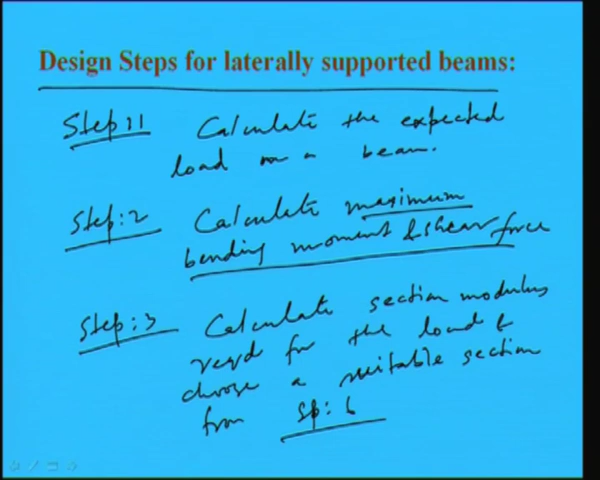 Design Steps for laterally supported beams:
Step:1 Calculate the expected
load on a beam.
Step:2 Calculate maximum
bending moment & shear force
Step:3 Calculate section modulus
reqd for the load &
choose a suitable section
from SP:6